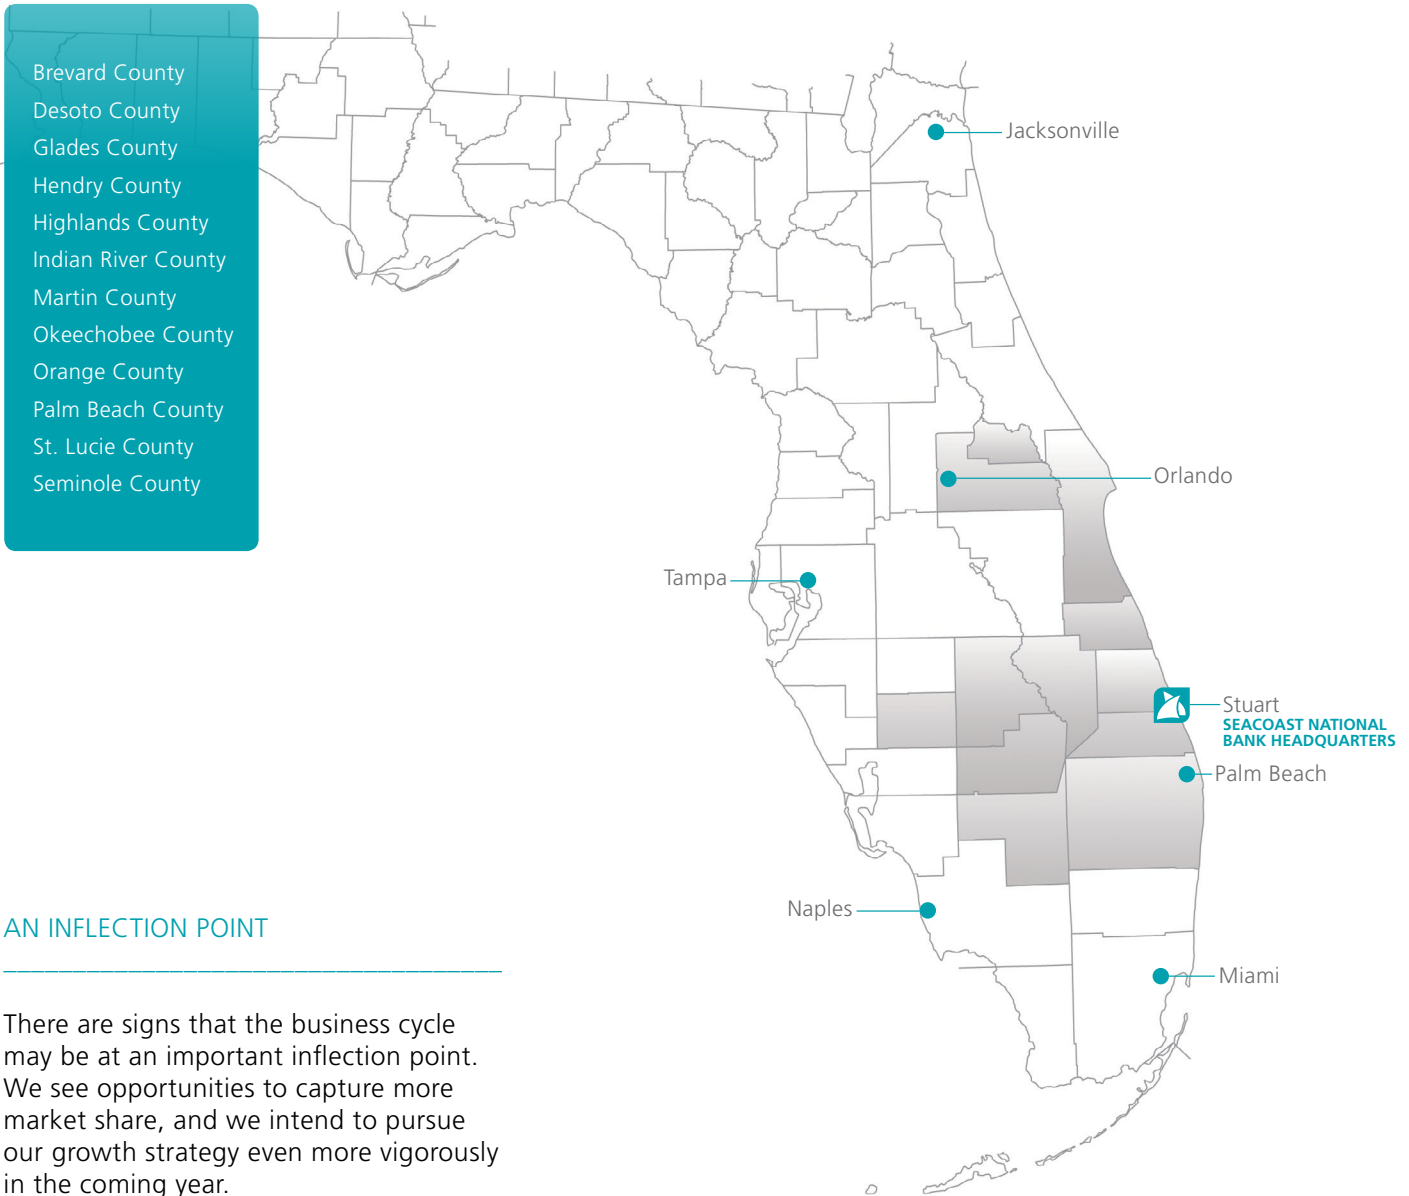 Brevard County
Desoto County
Glades County
Hendry County
Highlands County
Indian River County
Martin County
Okeechobee County
Orange County
Palm Beach County
St. Lucie County
Seminole County
Jacksonville
Orlando
Tampa
Stuart
SEACOAST NATIONAL
BANK HEADQUARTERS
Palm Beach
Naples
Miami
AN INFLECTION POINT
There are signs that the business cycle
may be at an important inflection point.
We see opportunities to capture more
market share, and we intend to pursue
our growth strategy even more vigorously
in the coming year.